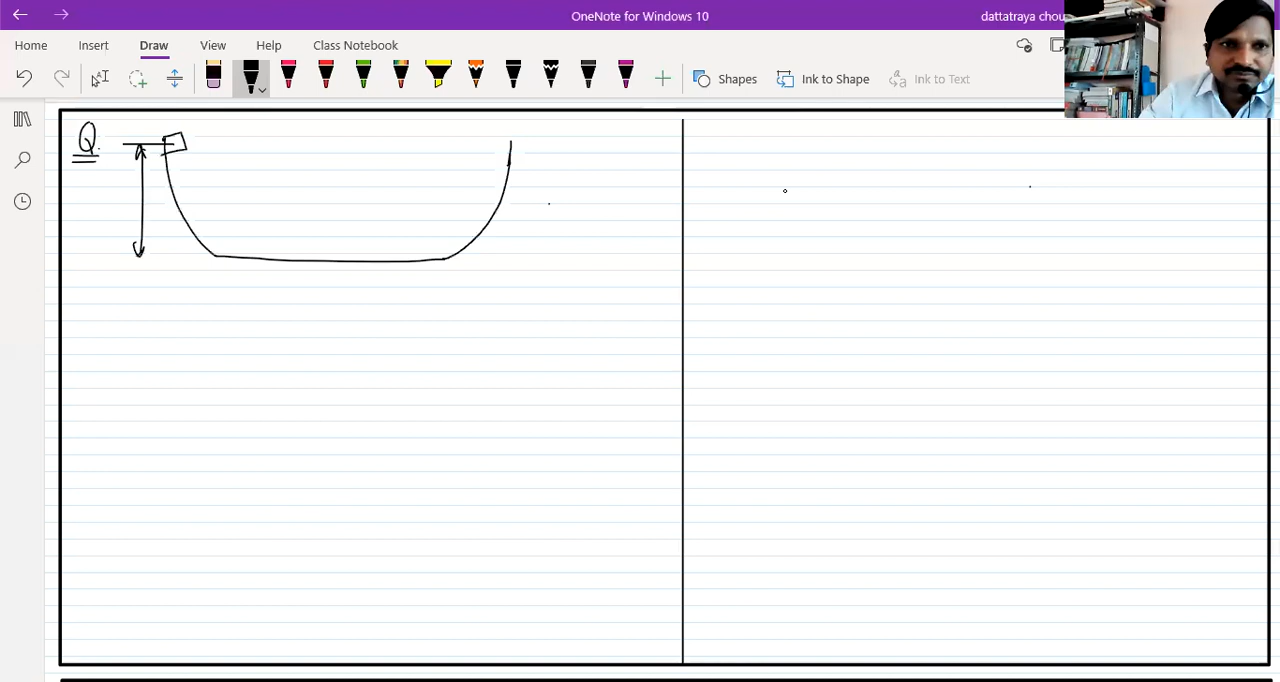 OneNote for Windows 10
dattatraya chou
Home Insert Draw View Help Class Notebook
Shapes Ink to Shape Ink to Text
Q.